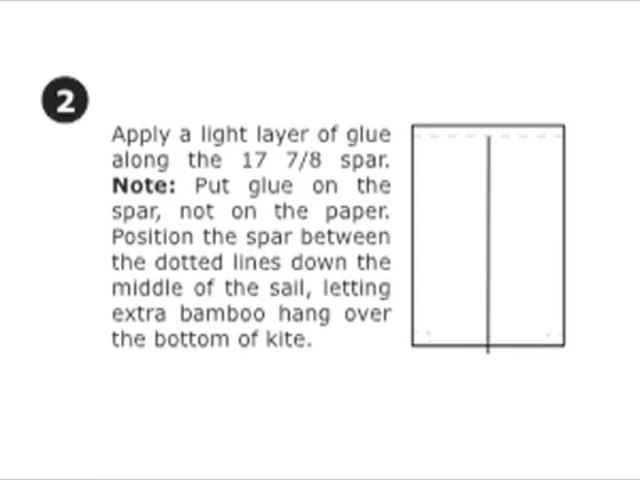 2
Apply a light layer of glue
along the 17 7/8 spar.
Note: Put glue on the
spar, not on the paper.
Position the spar between
the dotted lines down the
middle of the sail, letting
extra bamboo hang over
the bottom of kite.